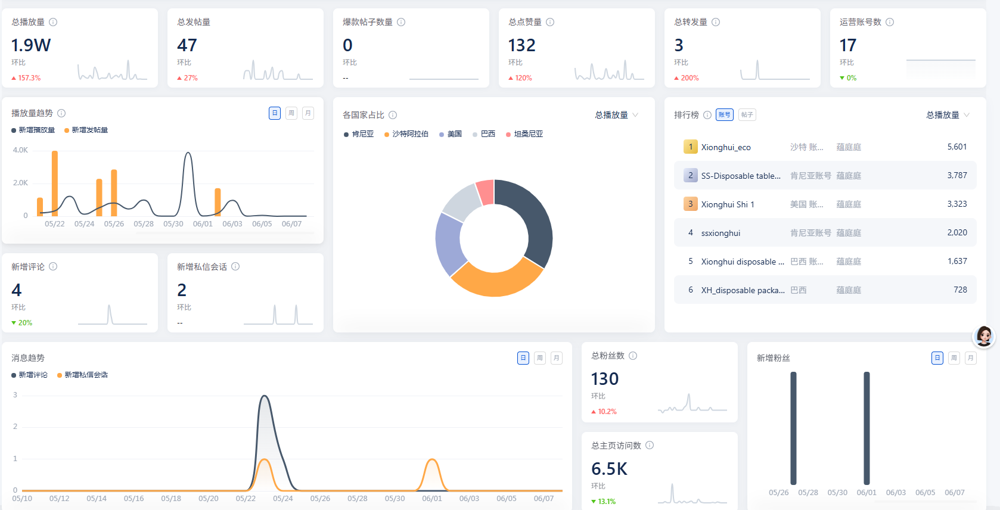 总播放量
1.9W
环比
157.3%
总发帖量
47
环比
27%
爆款帖子数量
0
环比
--
总点赞量
132
环比
120%
总转发量
3
环比
200%
运营账号数
17
环比
0%
播放量趋势
日 周 月
新增播放量 新增发帖量
4.0K
2.0K
0
05/22 05/24 05/26 05/28 05/30 06/01 06/03 06/05 06/07
各国家占比
总播放量
肯尼亚 沙特阿拉伯 美国 巴西 坦桑尼亚
排行榜 账号 帖子
总播放量
1 Xionghui_eco 沙特 账... 蕴庭庭 5,601
2 SS-Disposable table... 肯尼亚账号 蕴庭庭 3,787
3 Xionghui Shi 1 美国 账... 蕴庭庭 3,323
4 ssxionghui 肯尼亚账号 蕴庭庭 2,020
5 Xionghui disposable ... 巴西 账... 蕴庭庭 1,637
6 XH_disposable packa... 巴西 蕴庭庭 728
新增评论
4
环比
20%
新增私信会话
2
环比
--
消息趋势
日 周 月
新增评论 新增私信会话
3
2
1
0
05/10 05/12 05/14 05/16 05/18 05/20 05/22 05/24 05/26 05/28 05/30 06/01 06/03 06/05 06/07
总粉丝数
130
环比
10.2%
总主页访问数
6.5K
环比
13.1%
新增粉丝
日 周 月
05/26 05/28 05/30 06/01 06/03 06/05 06/07